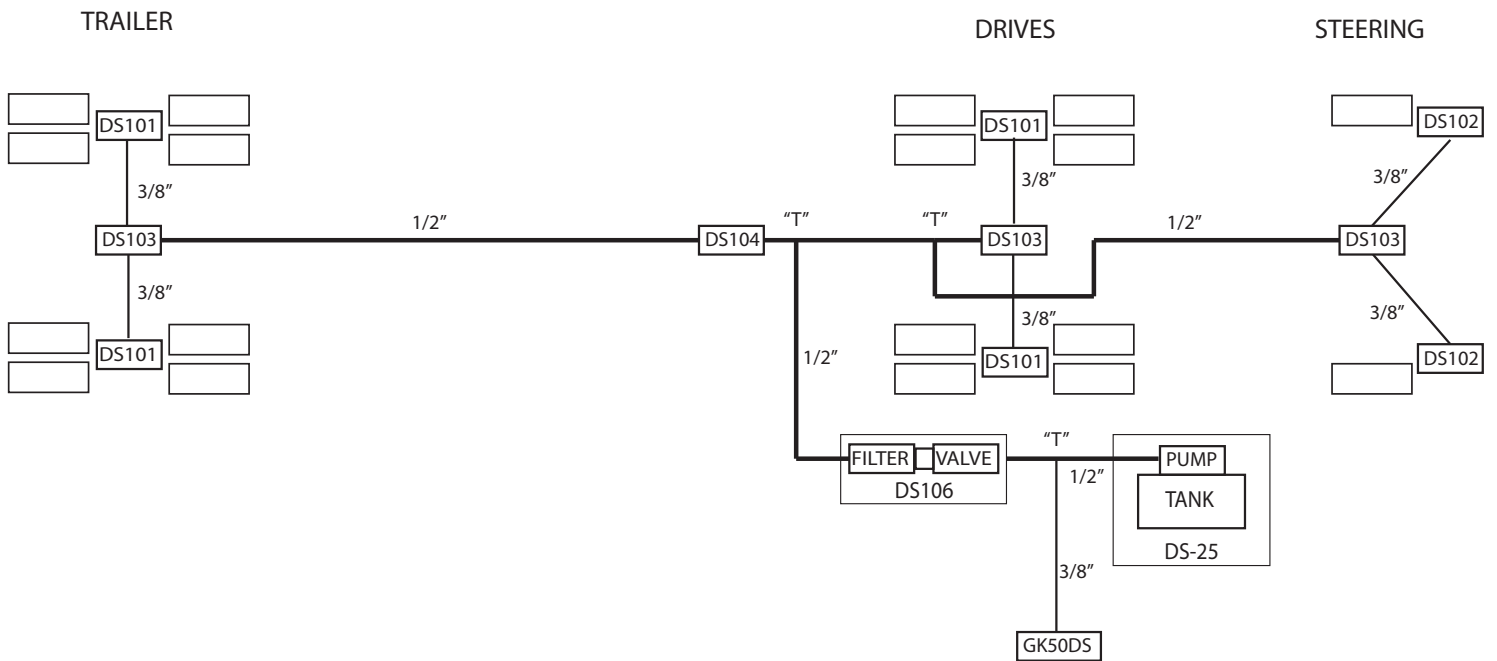 TRAILER
DRIVES
STEERING
DS101
DS101
DS102
3/8”
3/8”
3/8”
1/2”
“T”
“T”
1/2”
DS103
DS104
DS103
DS103
3/8”
3/8”
3/8”
DS101
1/2”
DS101
DS102
“T”
FILTER
VALVE
PUMP
1/2”
DS106
TANK
DS-25
3/8”
GK50DS